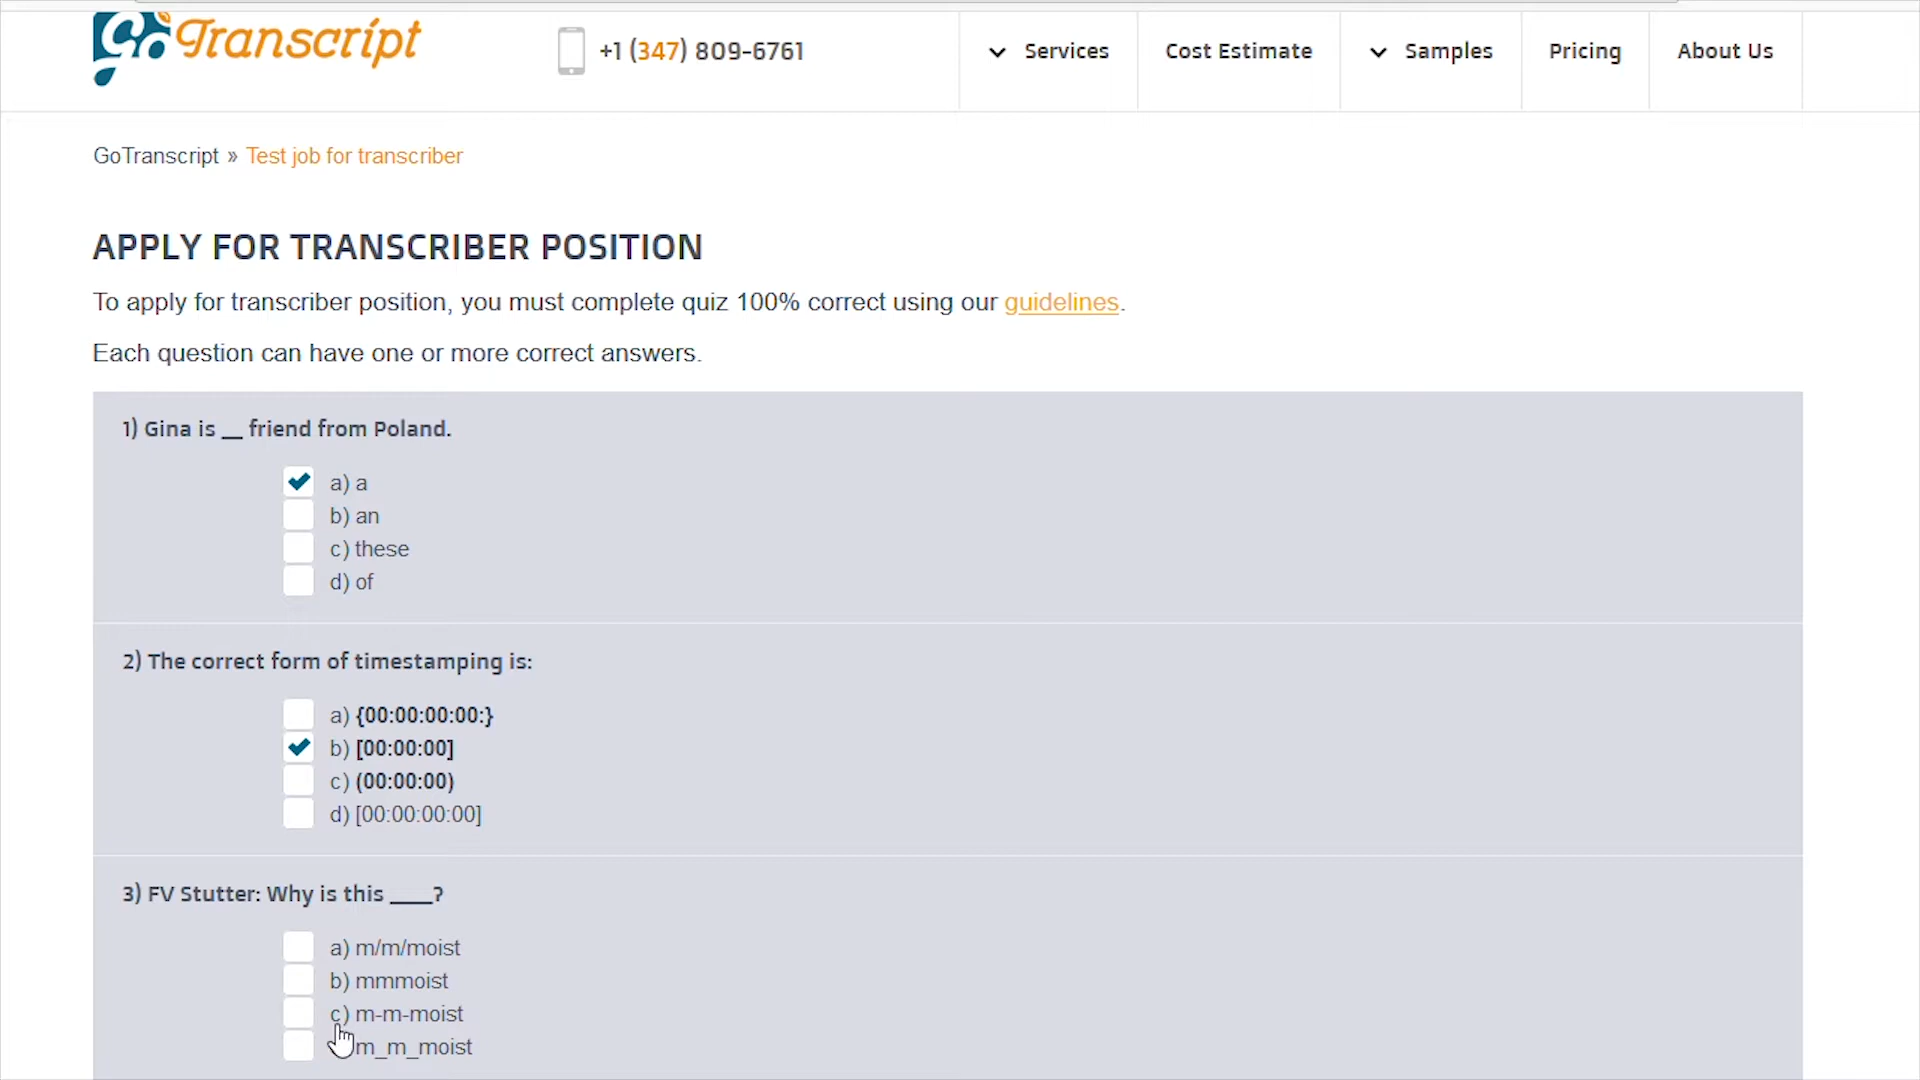 GoTranscript
+1 (347) 809-6761
Services
Cost Estimate
Samples
Pricing
About Us
GoTranscript » Test job for transcriber
APPLY FOR TRANSCRIBER POSITION
To apply for transcriber position, you must complete quiz 100% correct using our guidelines.
Each question can have one or more correct answers.
1) Gina is __ friend from Poland.
a) a
b) an
c) these
d) of
2) The correct form of timestamping is:
a) {00:00:00:00:}
b) [00:00:00]
c) (00:00:00)
d) [00:00:00:00]
3) FV Stutter: Why is this ____?
a) m/m/moist
b) mmmoist
c) m-m-moist
m_m_moist